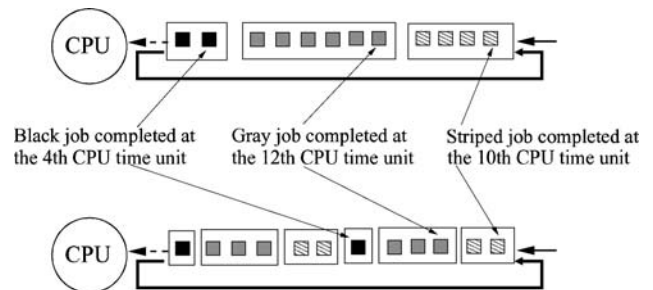 CPU
Black job completed at
the 4th CPU time unit
Gray job completed at
the 12th CPU time unit
Striped job completed at
the 10th CPU time unit
CPU